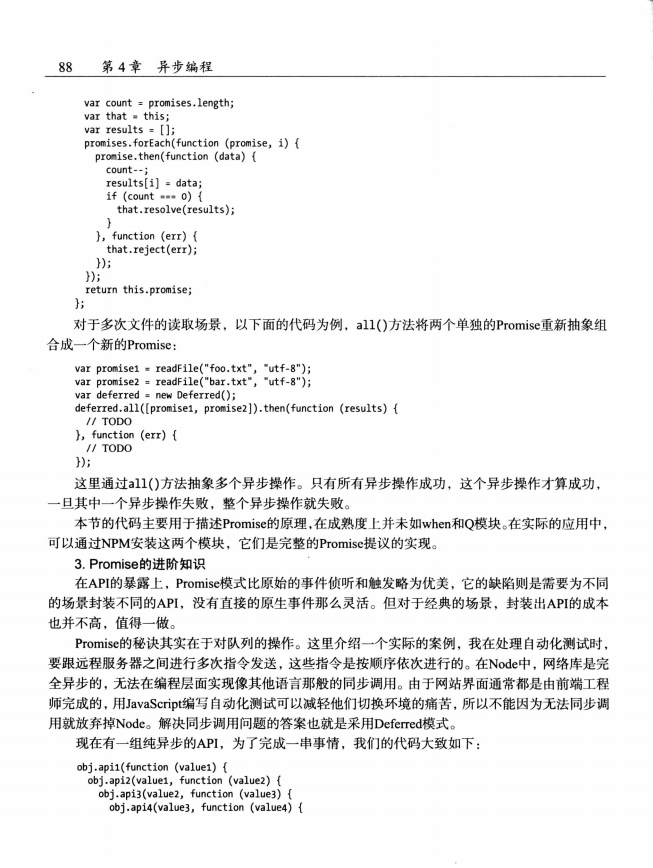 88 第4章 异步编程
var count = promises.length;
var that = this;
var results = [];
promises.forEach(function (promise, i) {
promise.then(function (data) {
count--;
results[i] = data;
if (count === 0) {
that.resolve(results);
}
}, function (err) {
that.reject(err);
});
});
return this.promise;
};
对于多次文件的读取场景，以下面的代码为例，all()方法将两个单独的Promise重新抽象组
合成一个新的Promise：
var promise1 = readFile("foo.txt", "utf-8");
var promise2 = readFile("bar.txt", "utf-8");
var deferred = new Deferred();
deferred.all([promise1, promise2]).then(function (results) {
// TODO
}, function (err) {
// TODO
});
这里通过all()方法抽象多个异步操作。只有所有异步操作成功，这个异步操作才算成功，
一旦其中一个异步操作失败，整个异步操作就失败。
本节的代码主要用于描述Promise的原理，在成熟度上并未如when和Q模块。在实际的应用中，
可以通过NPM安装这两个模块，它们是完整的Promise提议的实现。
3. Promise的进阶知识
在API的暴露上，Promise模式比原始的事件侦听和触发略为优美，它的缺陷则是需要为不同
的场景封装不同的API，没有直接的原生事件那么灵活。但对于经典的场景，封装出API的成本
也并不高，值得一做。
Promise的秘诀其实在于对队列的操作。这里介绍一个实际的案例，我在处理自动化测试时，
要跟远程服务器之间进行多次指令发送，这些指令是按顺序依次进行的。在Node中，网络库是完
全异步的，无法在编程层面实现像其他语言那般的同步调用。由于网站界面通常都是由前端工程
师完成的，用JavaScript编写自动化测试可以减轻他们切换环境的痛苦，所以不能因为无法同步调
用就放弃掉Node。解决同步调用问题的答案也就是采用Deferred模式。
现在有一组纯异步的API，为了完成一串事情，我们的代码大致如下：
obj.api1(function (value1) {
obj.api2(value1, function (value2) {
obj.api3(value2, function (value3) {
obj.api4(value3, function (value4) {